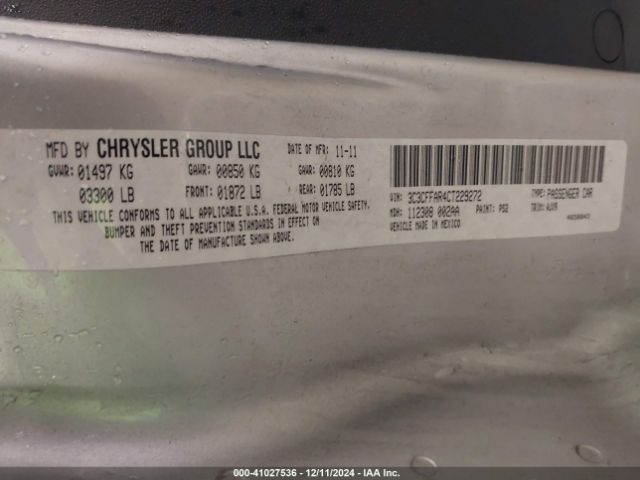 MFD BY CHRYSLER GROUP LLC DATE OF MFR: 11-11
GVWR: 01497 KG GAWR: 00850 KG GAWR: 00810 KG
03300 LB FRONT: 01872 LB REAR: 01785 LB
THIS VEHICLE CONFORMS TO ALL APPLICABLE U.S.A. FEDERAL MOTOR VEHICLE SAFETY,
BUMPER AND THEFT PREVENTION STANDARDS IN EFFECT ON
THE DATE OF MANUFACTURE SHOWN ABOVE.
VIN: 3C3CFFAR4CT229272 TYPE: PASSENGER CAR
MDH: 112308 002AA PAINT: PS2 TRIM:
VEHICLE MADE IN MEXICO
000-41027536 - 12/11/2024 - IAA Inc.